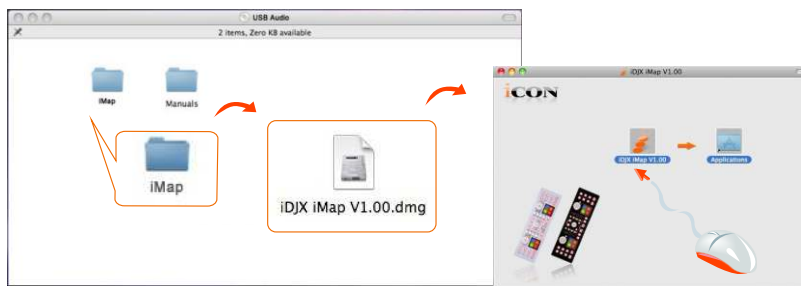 USB Audio
2 items, Zero KB available
iMap
Manuals
iMap
iDJX iMap V1.00.dmg
iDJX iMap V1.00
iCON
iDJX iMap V1.00
Applications